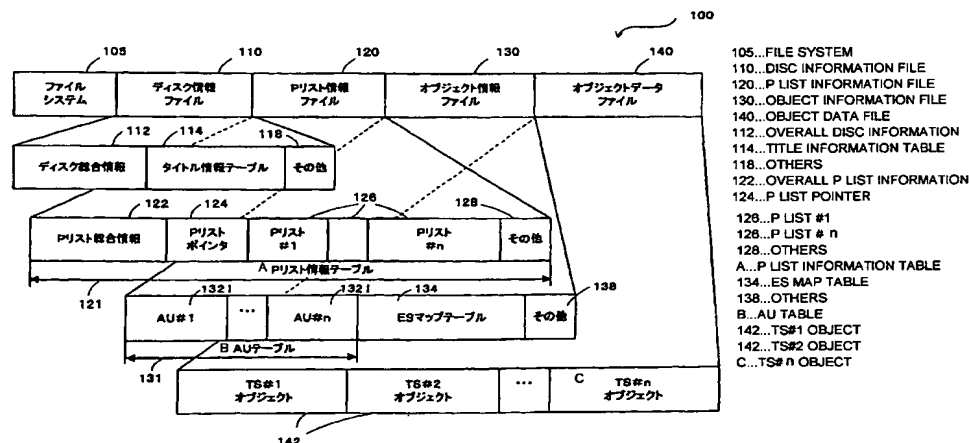 100
105
110
120
130
140
ファイル
システム
ディスク情報
ファイル
Pリスト情報
ファイル
オブジェクト情報
ファイル
オブジェクトデータ
ファイル
112
114
118
ディスク総合情報
タイトル情報テーブル
その他
122
124
126
128
Pリスト総合情報
Pリスト
ポインタ
Pリスト
#1
Pリスト
#n
その他
A Pリスト情報テーブル
121
132I
132I
134
138
AU#1
...
AU#n
ESマップテーブル
その他
B AUテーブル
131
TS#1
オブジェクト
TS#2
オブジェクト
...
C TS#n
オブジェクト
142
105...FILE SYSTEM
110...DISC INFORMATION FILE
120...P LIST INFORMATION FILE
130...OBJECT INFORMATION FILE
140...OBJECT DATA FILE
112...OVERALL DISC INFORMATION
114...TITLE INFORMATION TABLE
118...OTHERS
122...OVERALL P LIST INFORMATION
124...P LIST POINTER
126...P LIST #1
126...P LIST # n
128...OTHERS
A...P LIST INFORMATION TABLE
134...ES MAP TABLE
138...OTHERS
B...AU TABLE
142...TS#1 OBJECT
142...TS#2 OBJECT
C...TS# n OBJECT